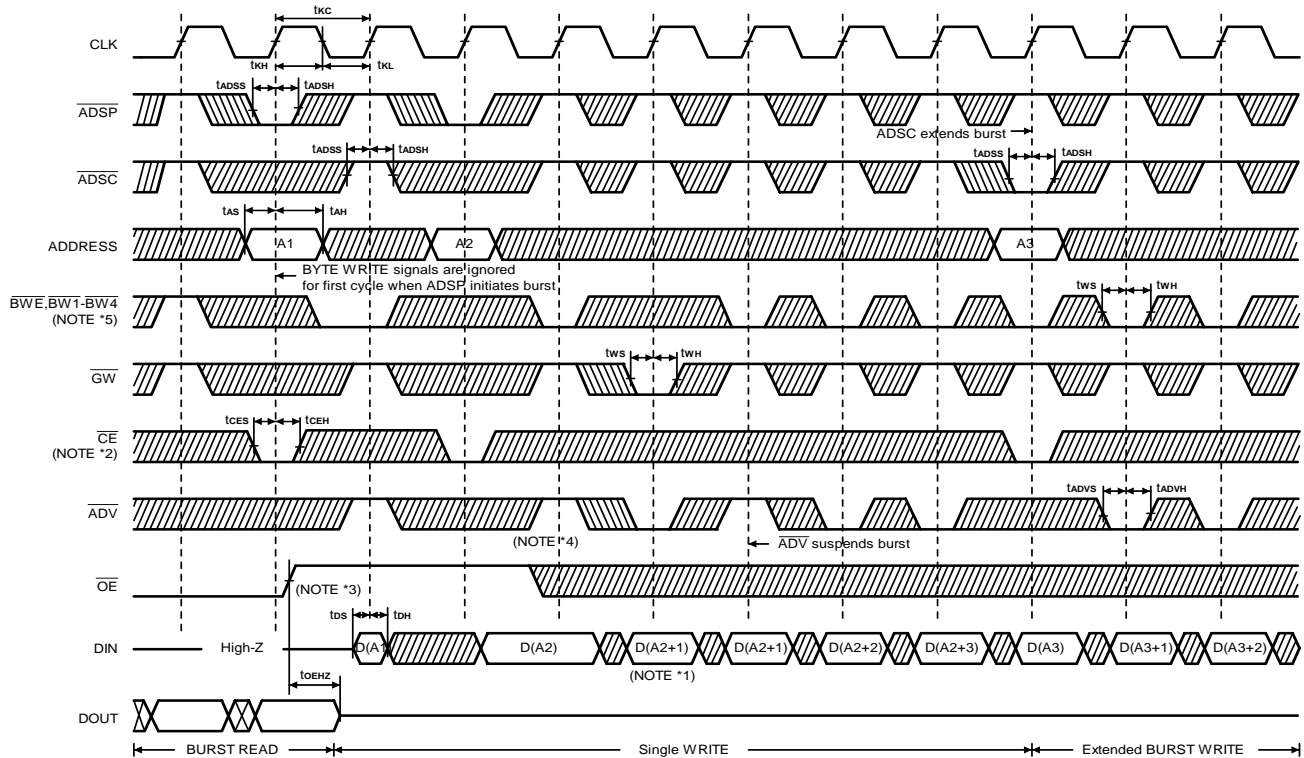 tKC
CLK
tKH tKL
tADSS tADSH
ADSP
ADSC extends burst
tADSS tADSH tADSS tADSH
ADSC
tAS tAH
ADDRESS A1 A2 A3
BYTE WRITE signals are ignored
for first cycle when ADSP initiates burst
BWE,BW1-BW4
(NOTE *5)
tWS tWH
tWS tWH
GW
tCES tCEH
CE
(NOTE *2)
tADVS tADVH
ADV
(NOTE *4) ADV suspends burst
OE
(NOTE *3)
tDS tDH
DIN High-Z D(A1 D(A2) D(A2+1) D(A2+1) D(A2+2) D(A2+3) D(A3) D(A3+1) D(A3+2)
(NOTE *1)
tOEHZ
DOUT
BURST READ Single WRITE Extended BURST WRITE